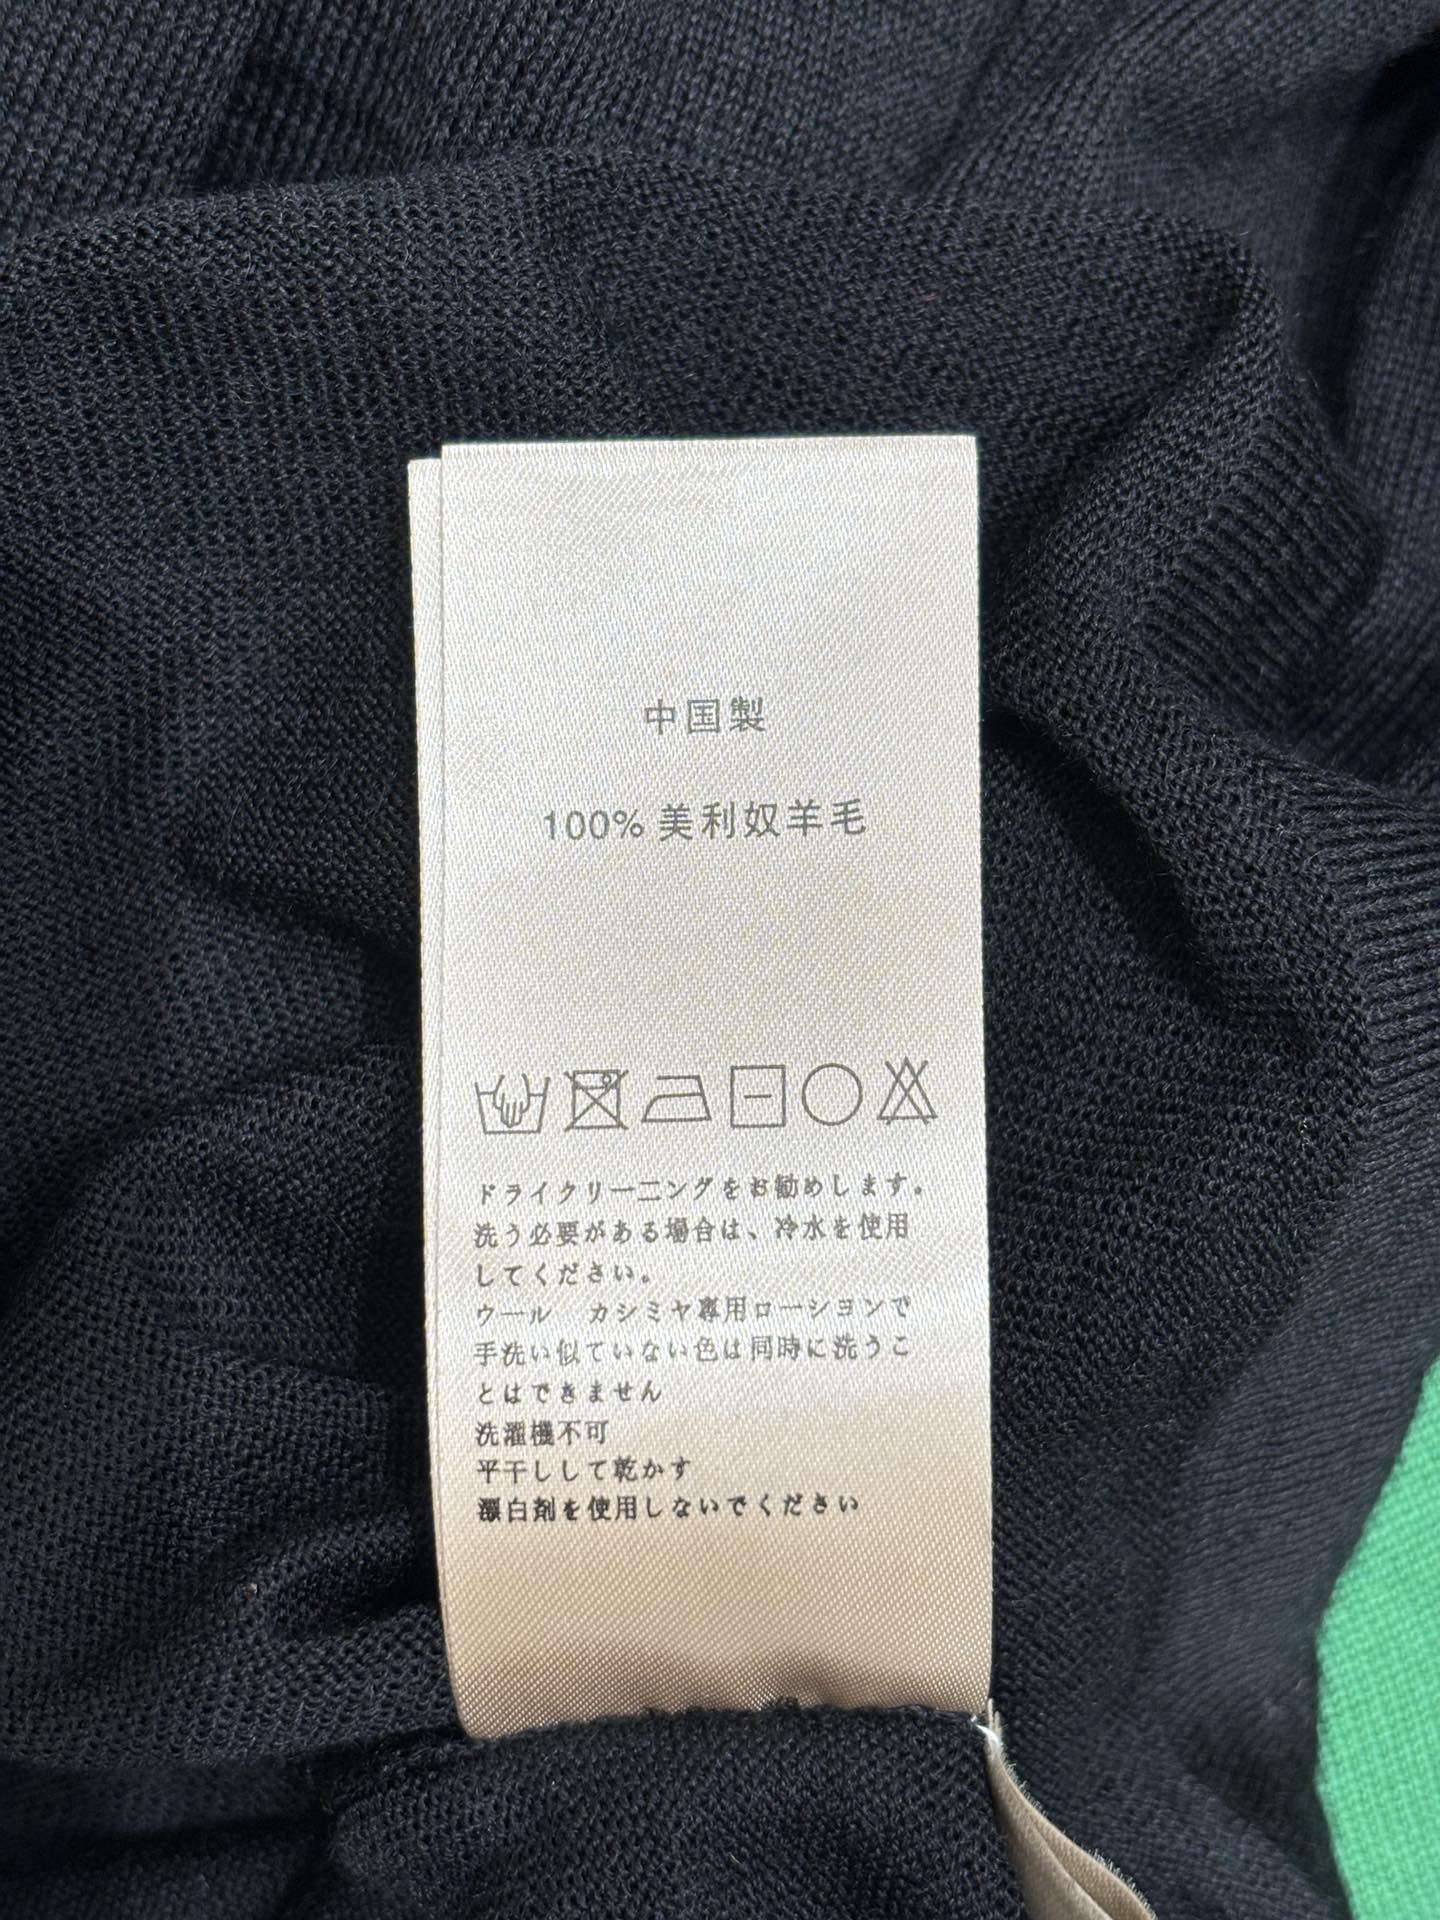 中国製
100% 美利奴羊毛
ドライクリーニングをお勧めします。
洗う必要がある場合は、冷水を使用
してください。
ウール　カシミヤ専用ローションで
手洗い似ていない色は同時に洗うこ
とはできません
洗濯機不可
平干しして乾かす
漂白剤を使用しないでください